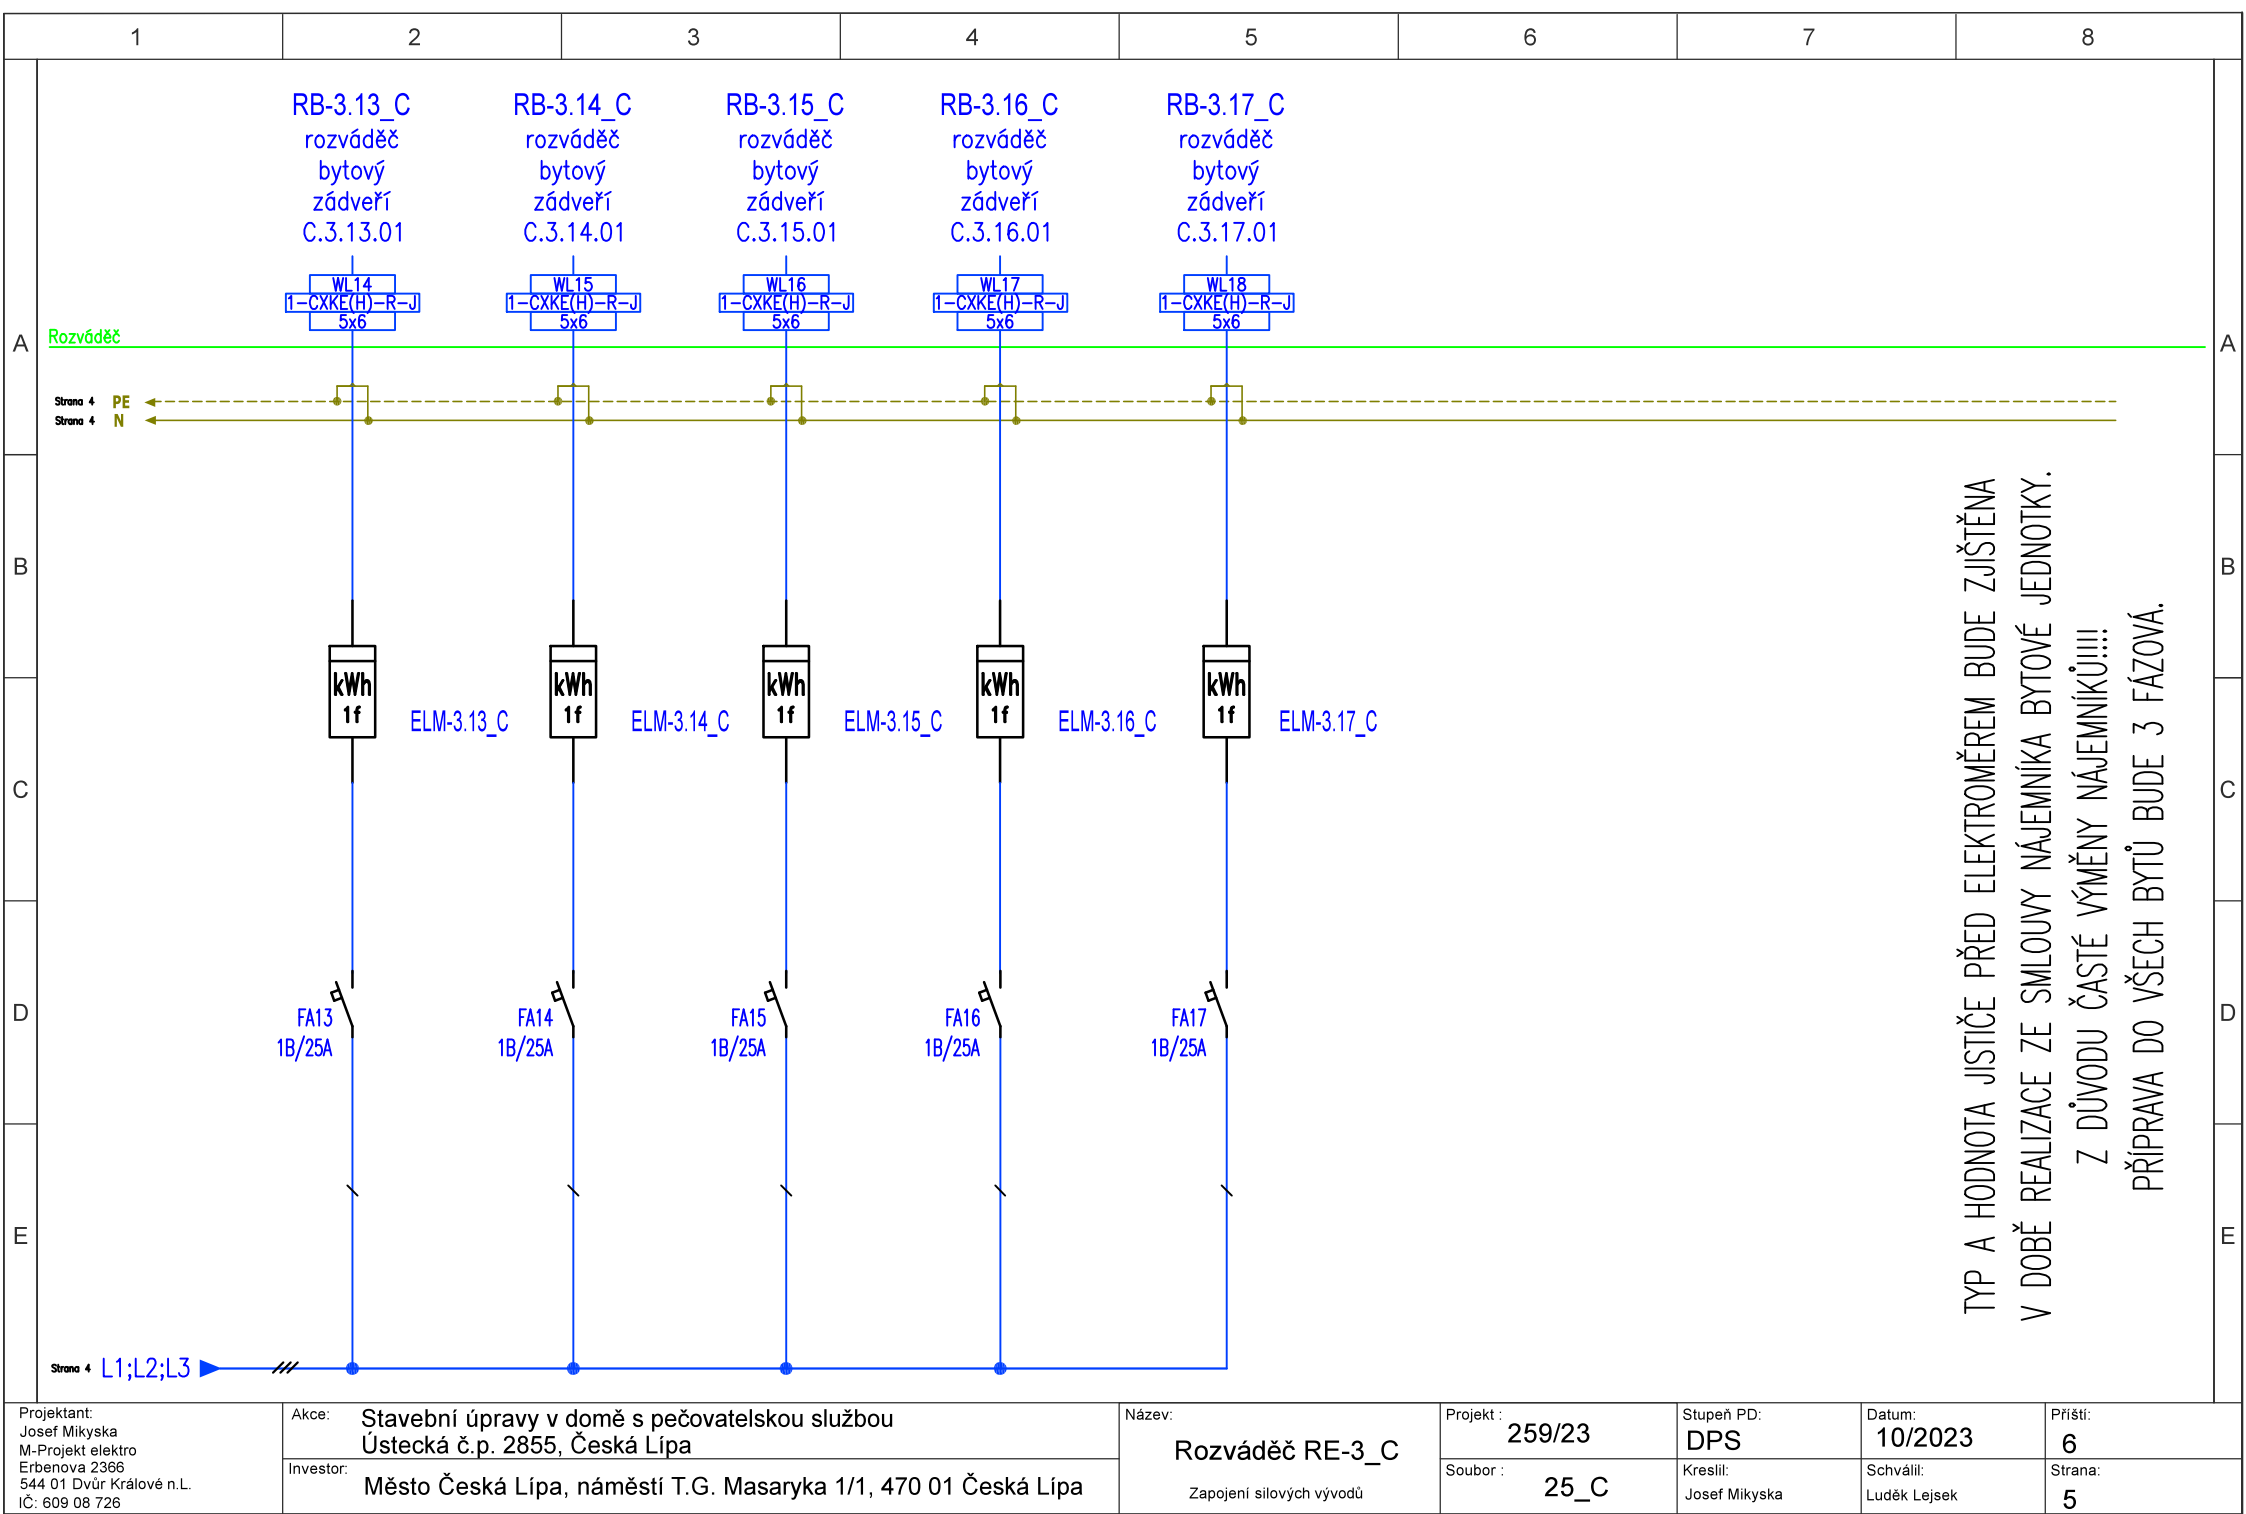 1 2 3 4 5 6 7 8
RB-3.13_C RB-3.14_C RB-3.15_C RB-3.16_C RB-3.17_C
rozváděč rozváděč rozváděč rozváděč rozváděč
bytový bytový bytový bytový bytový
zádveří zádveří zádveří zádveří zádveří
C.3.13.01 C.3.14.01 C.3.15.01 C.3.16.01 C.3.17.01
WL14 WL15 WL16 WL17 WL18
1-CXKE(H)-R-J 1-CXKE(H)-R-J 1-CXKE(H)-R-J 1-CXKE(H)-R-J 1-CXKE(H)-R-J
5x6 5x6 5x6 5x6 5x6
Rozváděč
A A
Strana 4 PE
Strana 4 N
B B
kWh kWh kWh kWh kWh
1f 1f 1f 1f 1f
ELM-3.13_C ELM-3.14_C ELM-3.15_C ELM-3.16_C ELM-3.17_C
C C
D D
FA13 FA14 FA15 FA16 FA17
1B/25A 1B/25A 1B/25A 1B/25A 1B/25A
E E
Strana 4 L1;L2;L3
TYP A HODNOTA JISTIČE PŘED ELEKTROMĚREM BUDE ZJIŠTĚNA
V DOBĚ REALIZACE ZE SMLOUVY NÁJEMNÍKA BYTOVÉ JEDNOTKY.
Z DŮVODU ČASTÉ VÝMĚNY NÁJEMNÍKŮ!!!!
PŘÍPRAVA DO VŠECH BYTŮ BUDE 3 FÁZOVÁ.
Projektant:
Josef Mikyska
M-Projekt elektro
Erbenova 2366
544 01 Dvůr Králové n.L.
IČ: 609 08 726
Akce: Stavební úpravy v domě s pečovatelskou službou
Ústecká č.p. 2855, Česká Lípa
Investor:
Město Česká Lípa, náměstí T.G. Masaryka 1/1, 470 01 Česká Lípa
Název:
Rozváděč RE-3_C
Zapojení silových vývodů
Projekt : 259/23
Soubor : 25_C
Stupeň PD:
DPS
Kreslil:
Josef Mikyska
Datum:
10/2023
Schválil:
Luděk Lejsek
Příští:
6
Strana:
5